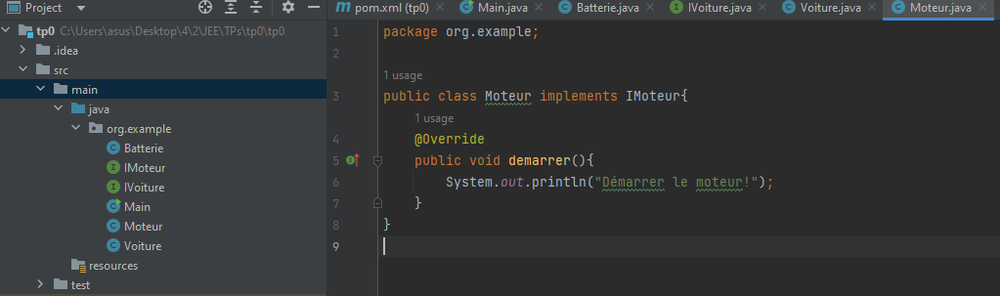 Project
tp0 C:\Users\asus\Desktop\4\2\JEE\TPs\tp0\tp0
.idea
src
main
java
org.example
Batterie
IMoteur
IVoiture
Main
Moteur
Voiture
resources
test
pom.xml (tp0) Main.java Batterie.java IVoiture.java Voiture.java Moteur.java
1 package org.example;
2
1 usage
3 public class Moteur implements IMoteur{
1 usage
4 @Override
5 public void demarrer(){
6 System.out.println("Démarrer le moteur!");
7 }
8 }
9